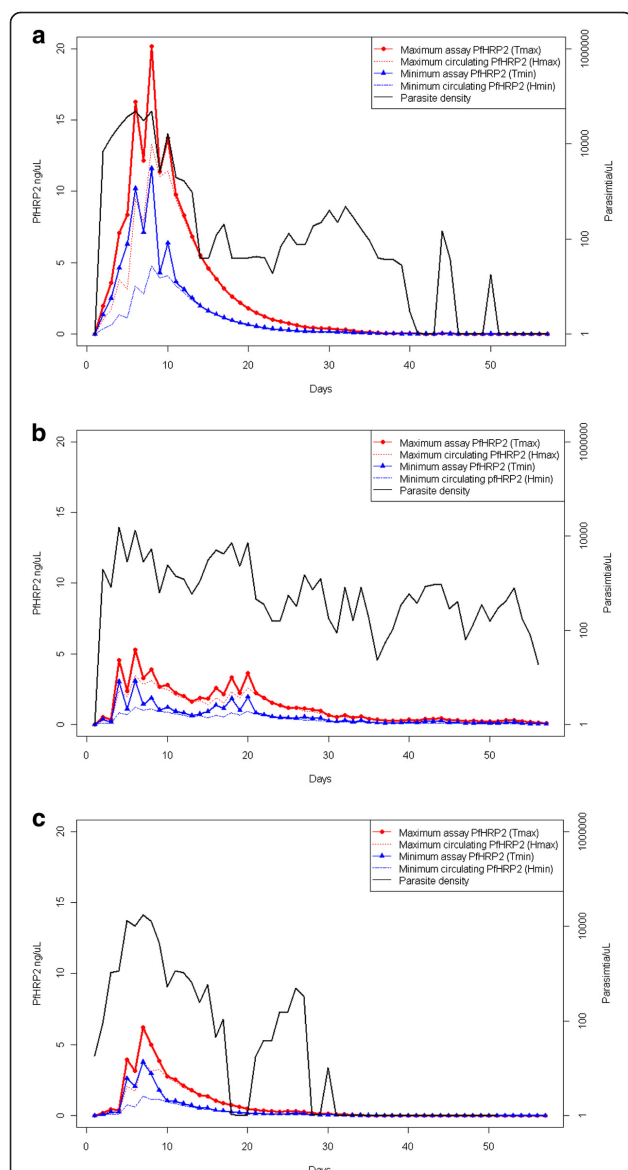 a
20
15
10
5
0
PfHRP2 ng/uL
Maximum assay PfHRP2 (Tmax)
Maximum circulating PfHRP2 (Hmax)
Minimum assay PfHRP2 (Tmin)
Minimum circulating PfHRP2 (Hmin)
Parasite density
1000000
10000
100
1
Parasimtia/uL
0 10 20 30 40 50
Days
b
20
15
10
5
0
PfHRP2 ng/uL
Maximum assay PfHRP2 (Tmax)
Maximum circulating PfHRP2 (Hmax)
Minimum assay PfHRP2 (Tmin)
Minimum circulating pfHRP2 (Hmin)
Parasite density
1000000
10000
100
1
Parasimtia/uL
0 10 20 30 40 50
Days
c
20
15
10
5
0
PfHRP2 ng/uL
Maximum assay PfHRP2 (Tmax)
Maximum circulating PfHRP2 (Hmax)
Minimum assay PfHRP2 (Tmin)
Minimum circulating PfHRP2 (Hmin)
Parasite density
1000000
10000
100
1
Parasimtia/uL
0 10 20 30 40 50
Days